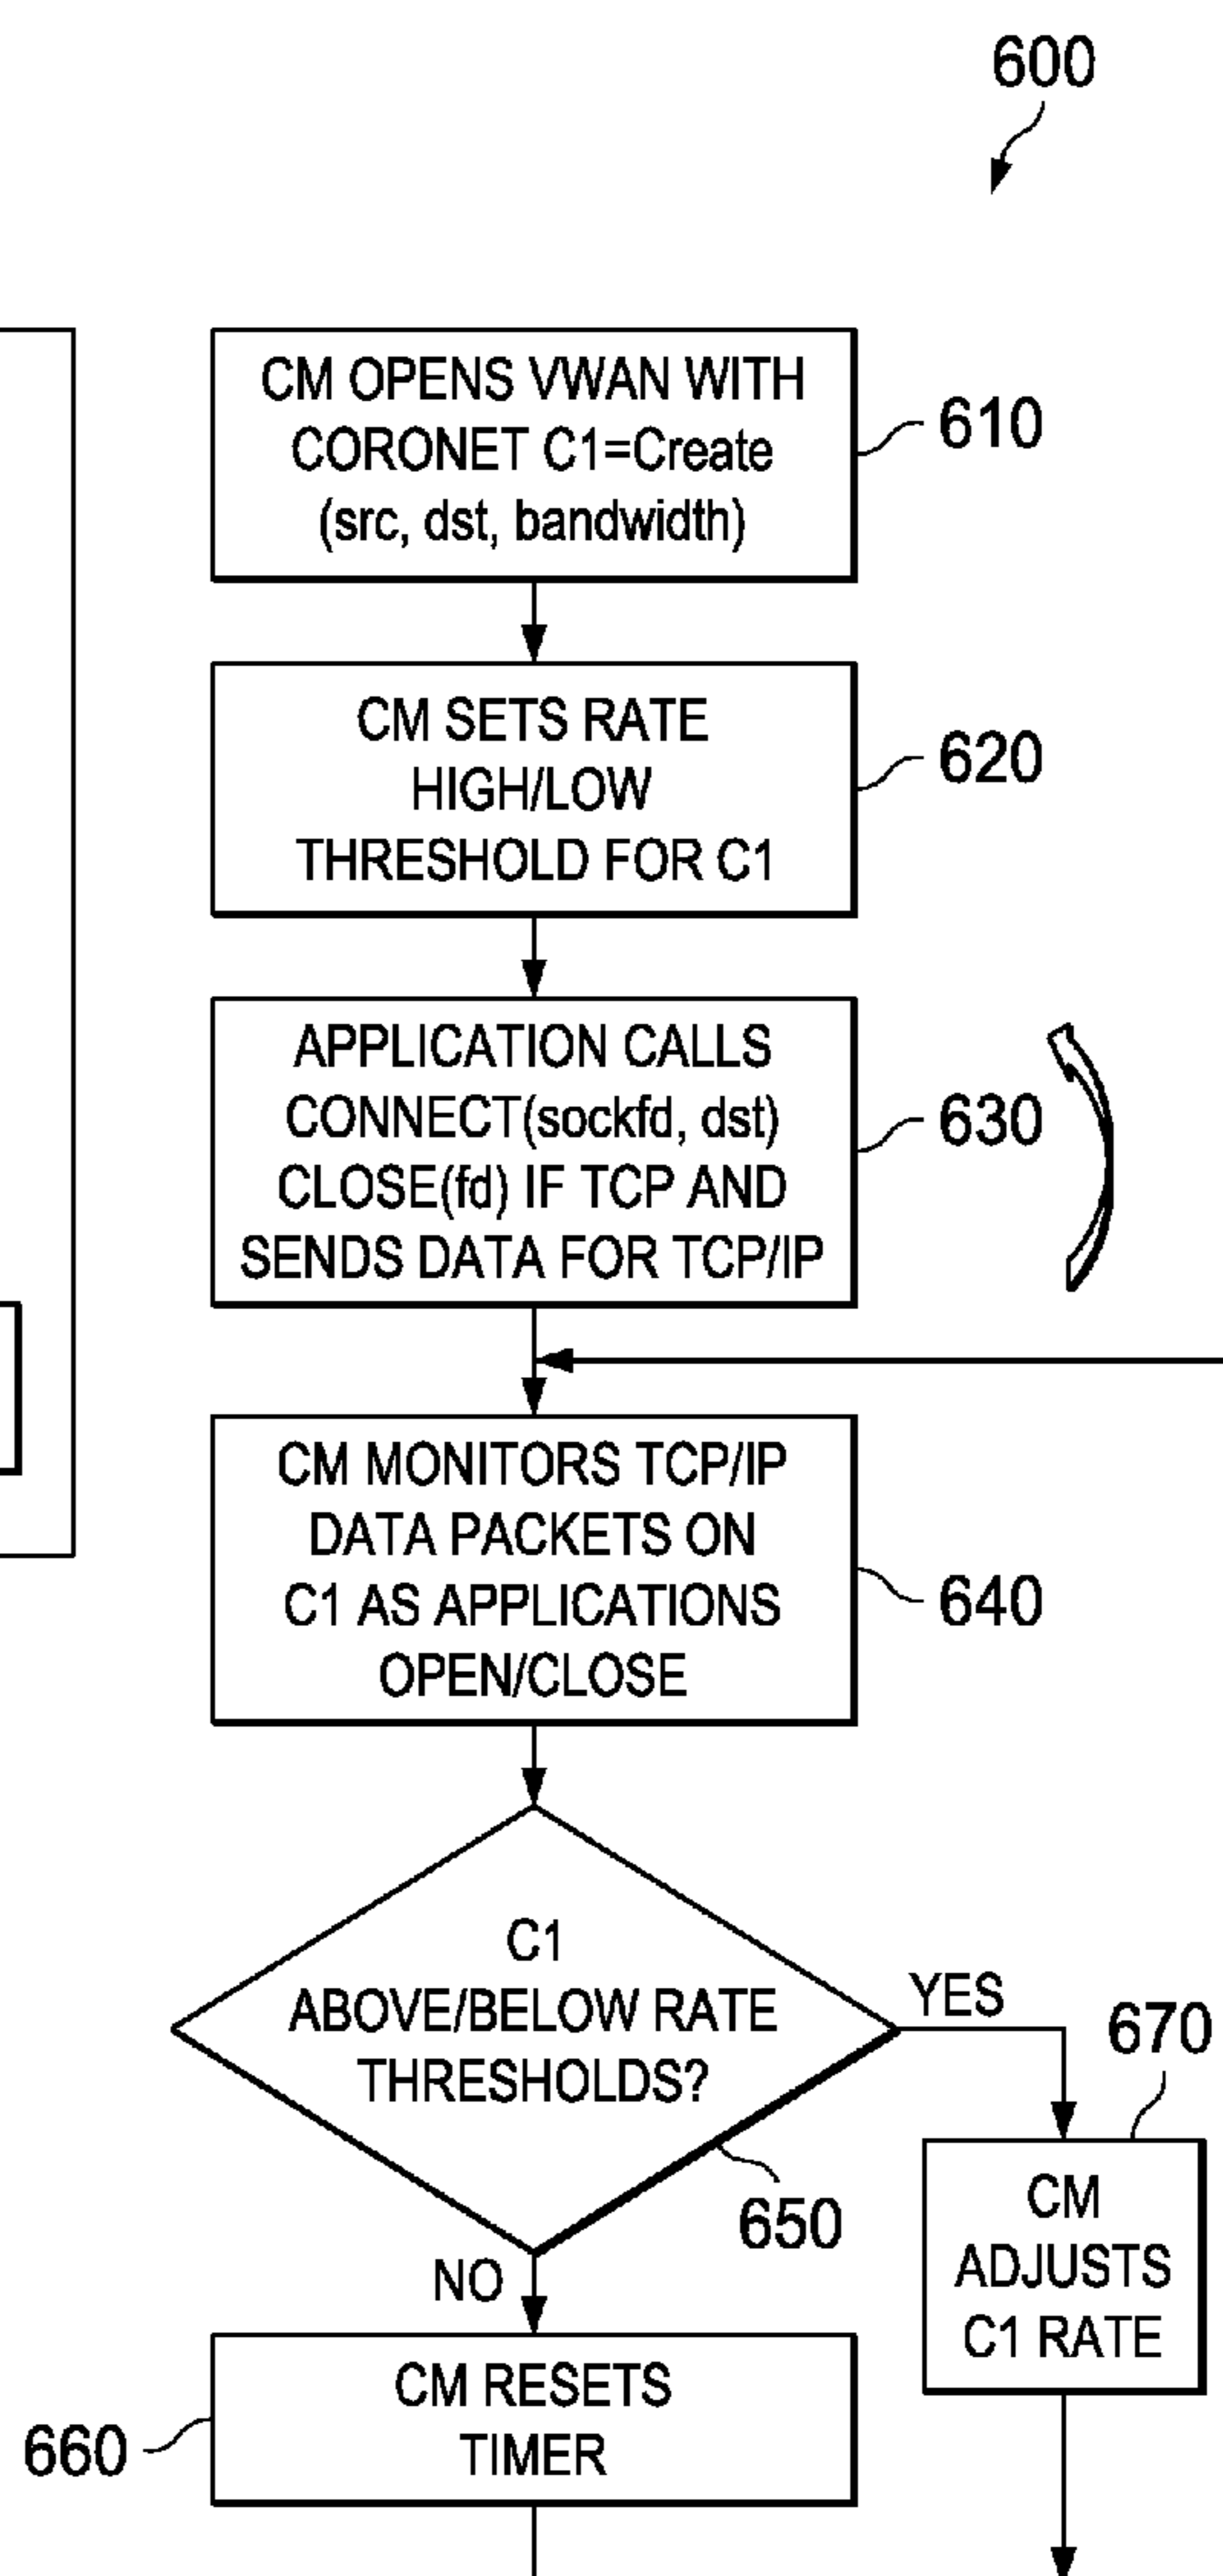 600
CM OPENS VWAN WITH
CORONET C1=Create
(src, dst, bandwidth)
610
CM SETS RATE
HIGH/LOW
THRESHOLD FOR C1
620
APPLICATION CALLS
CONNECT(sockfd, dst)
CLOSE(fd) IF TCP AND
SENDS DATA FOR TCP/IP
630
CM MONITORS TCP/IP
DATA PACKETS ON
C1 AS APPLICATIONS
OPEN/CLOSE
640
C1
ABOVE/BELOW RATE
THRESHOLDS?
650
YES
670
CM
ADJUSTS
C1 RATE
NO
CM RESETS
TIMER
660